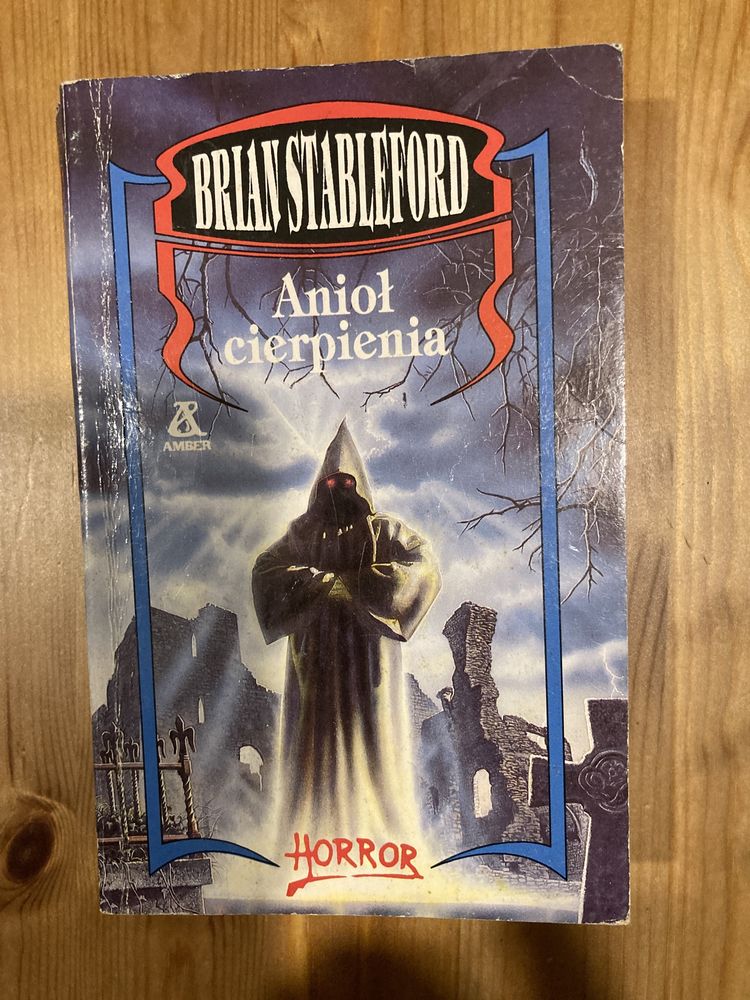 BRIAN STABLEFORD
Anioł
cierpienia
AMBER
HORROR